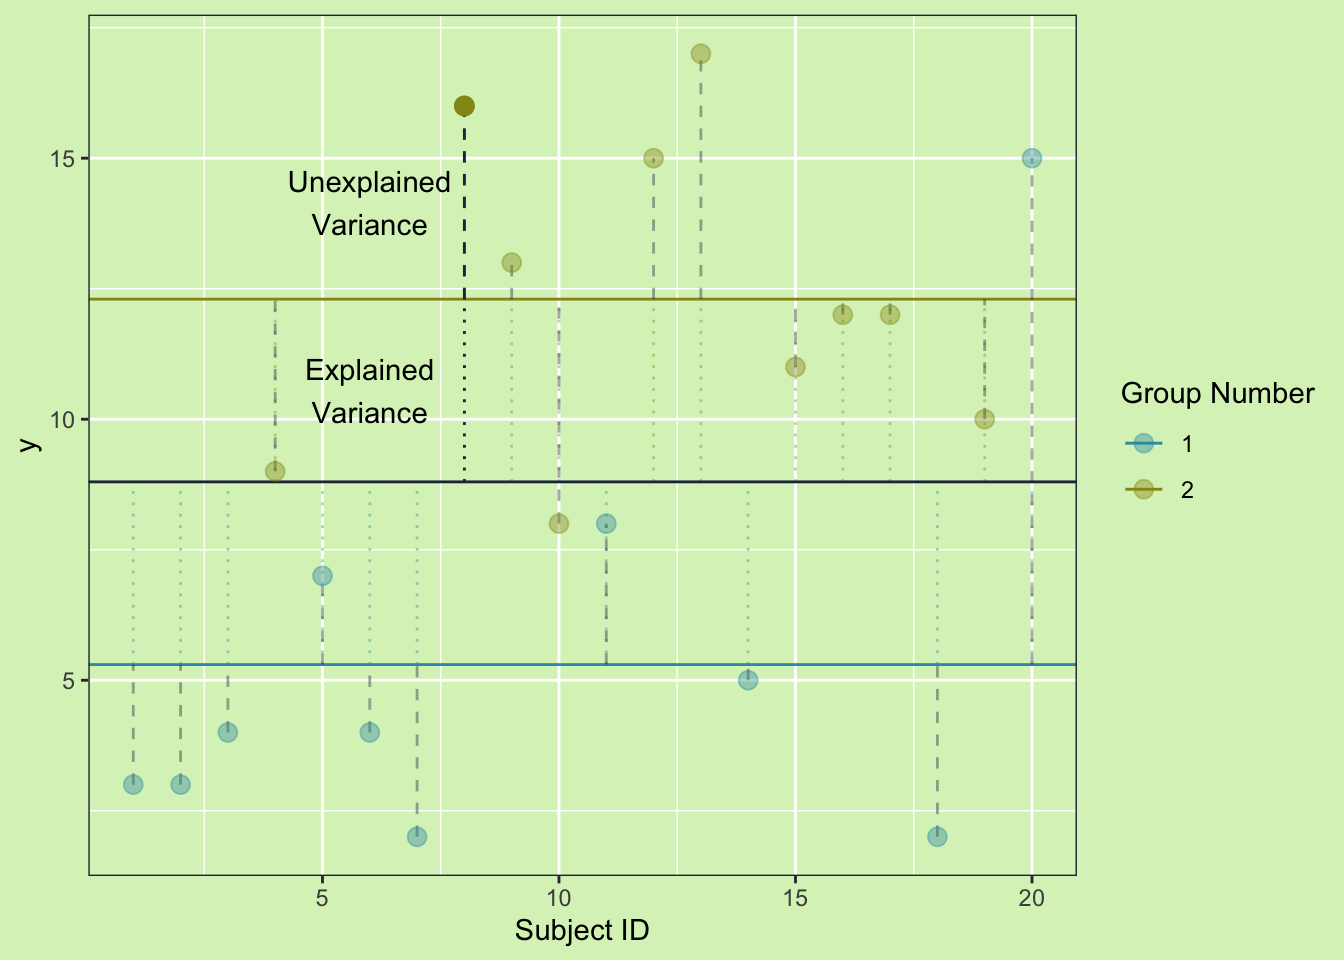 15
10
5
y
Unexplained
Variance
Explained
Variance
5
10
15
20
Subject ID
Group Number
1
2